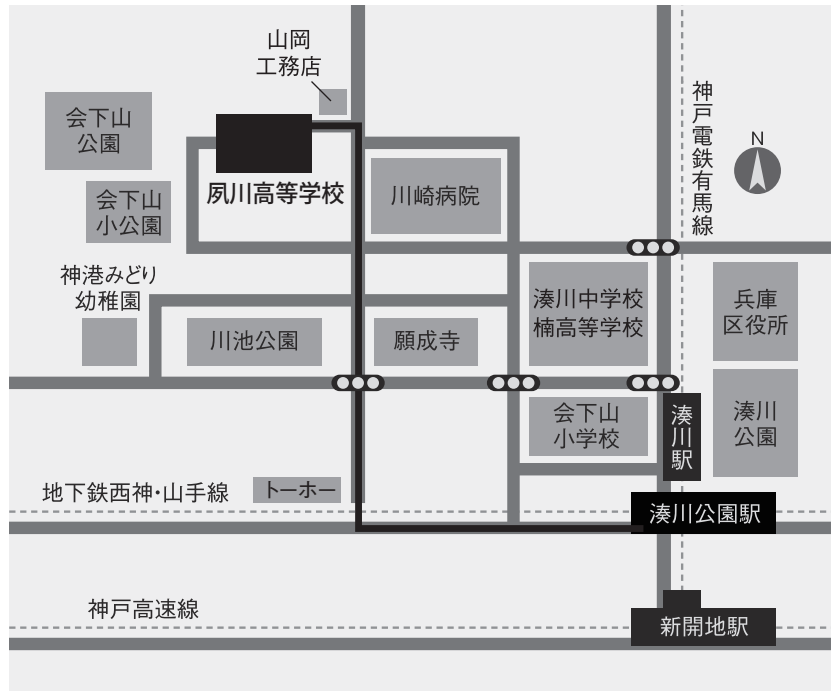 山岡
工務店
会下山
公園
神戸電鉄有馬線
N
夙川高等学校
川崎病院
会下山
小公園
神港みどり
幼稚園
湊川中学校
楠高等学校
兵庫
区役所
川池公園
願成寺
会下山
小学校
湊川駅
湊川
公園
地下鉄西神・山手線
トーホー
湊川公園駅
神戸高速線
新開地駅